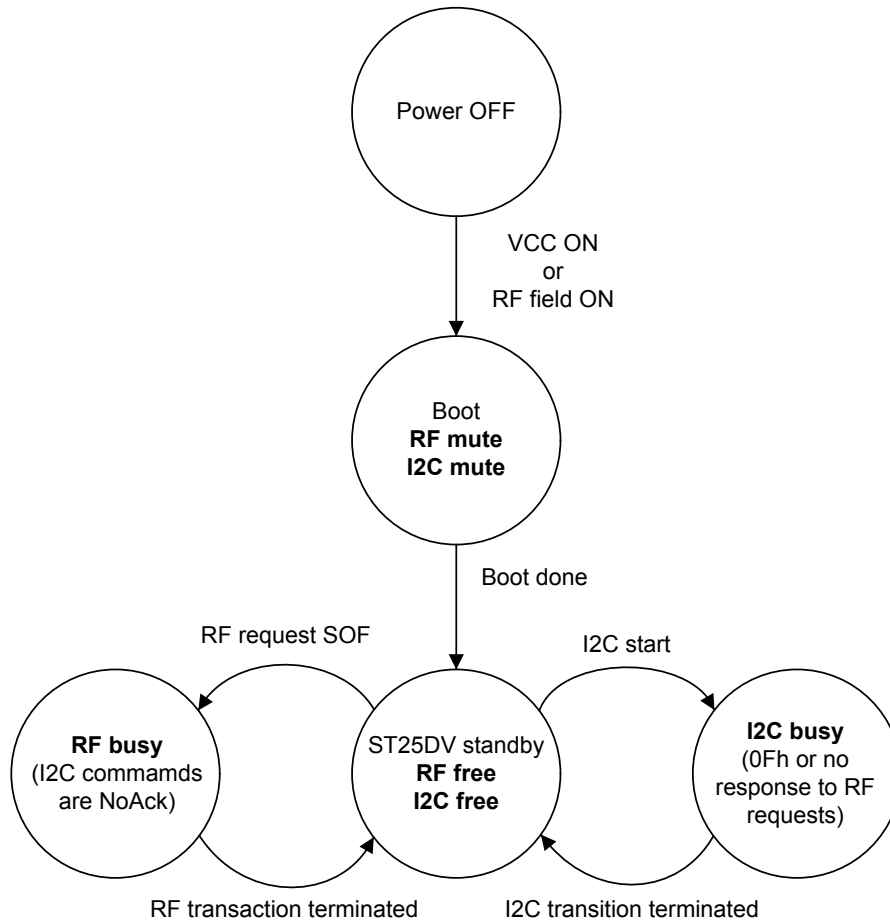 Power OFF
VCC ON
or
RF field ON
Boot
RF mute
I2C mute
Boot done
RF request SOF
I2C start
RF busy
(I2C commamds
are NoAck)
ST25DV standby
RF free
I2C free
I2C busy
(0Fh or no
response to RF
requests)
RF transaction terminated
I2C transition terminated